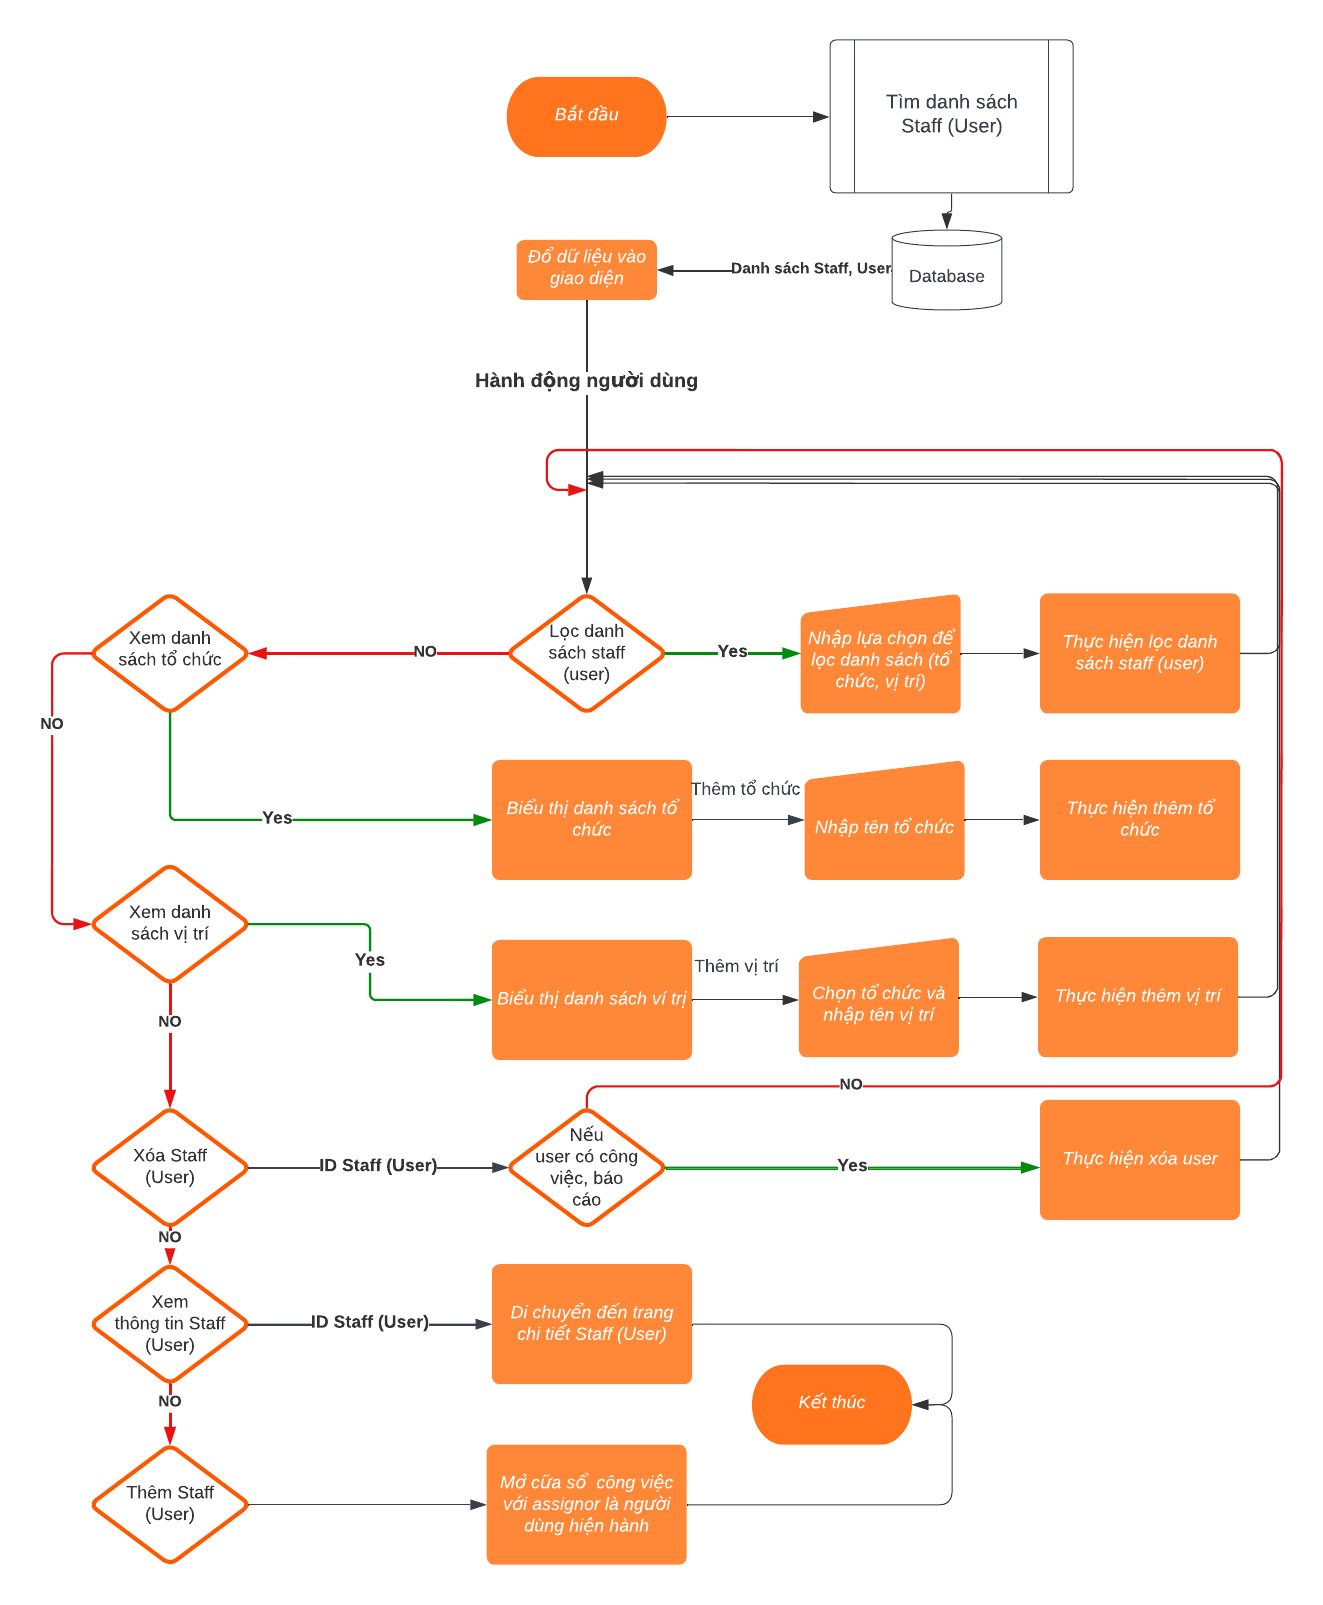 Bắt đầu
Tìm danh sách
Staff (User)
Đổ dữ liệu vào
giao diện
Danh sách Staff, User
Database
Hành động người dùng
Xem danh
sách tổ chức
NO
Lọc danh
sách staff
(user)
Yes
Nhập lựa chọn để
lọc danh sách (tổ
chức, vị trí)
Thực hiện lọc danh
sách staff (user)
NO
Yes
Biểu thị danh sách tổ
chức
Thêm tổ chức
Nhập tên tổ chức
Thực hiện thêm tổ
chức
Xem danh
sách vị trí
Yes
Biểu thị danh sách ví trị
Thêm vị trí
Chọn tổ chức và
nhập tên vị trí
Thực hiện thêm vị trí
NO
NO
Xóa Staff
(User)
ID Staff (User)
Nếu
user có công
việc, báo
cáo
Yes
Thực hiện xóa user
NO
Xem
thông tin Staff
(User)
ID Staff (User)
Di chuyển đến trang
chi tiết Staff (User)
Kết thúc
NO
Thêm Staff
(User)
Mở cữa sổ  công việc
với assignor là người
dùng hiện hành